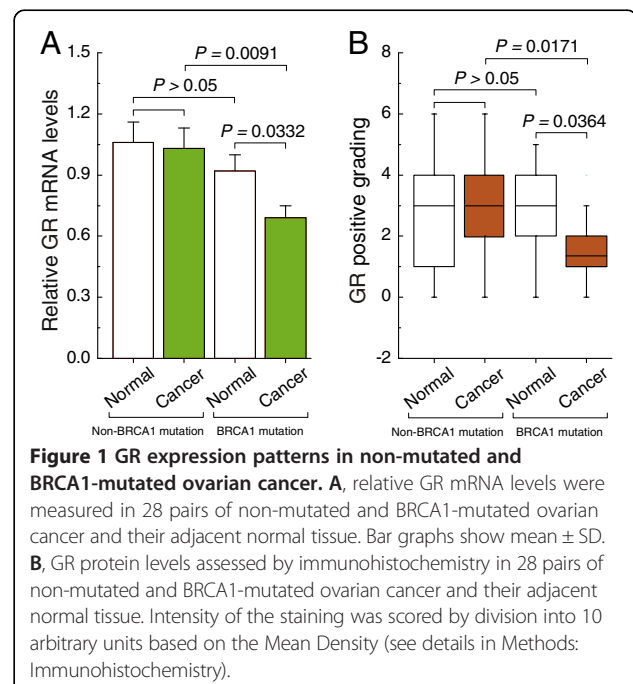 A
B
P = 0.0091
P > 0.05
P = 0.0332
Relative GR mRNA levels
1.5
1.2
0.9
0.6
0.3
0.0
Normal Cancer Normal Cancer
Non-BRCA1 mutation BRCA1 mutation
P = 0.0171
P > 0.05
P = 0.0364
GR positive grading
8
6
4
2
0
-2
Normal Cancer Normal Cancer
Non-BRCA1 mutation BRCA1 mutation
Figure 1 GR expression patterns in non-mutated and
BRCA1-mutated ovarian cancer. A, relative GR mRNA levels were
measured in 28 pairs of non-mutated and BRCA1-mutated ovarian
cancer and their adjacent normal tissue. Bar graphs show mean ± SD.
B, GR protein levels assessed by immunohistochemistry in 28 pairs of
non-mutated and BRCA1-mutated ovarian cancer and their adjacent
normal tissue. Intensity of the staining was scored by division into 10
arbitrary units based on the Mean Density (see details in Methods:
Immunohistochemistry).